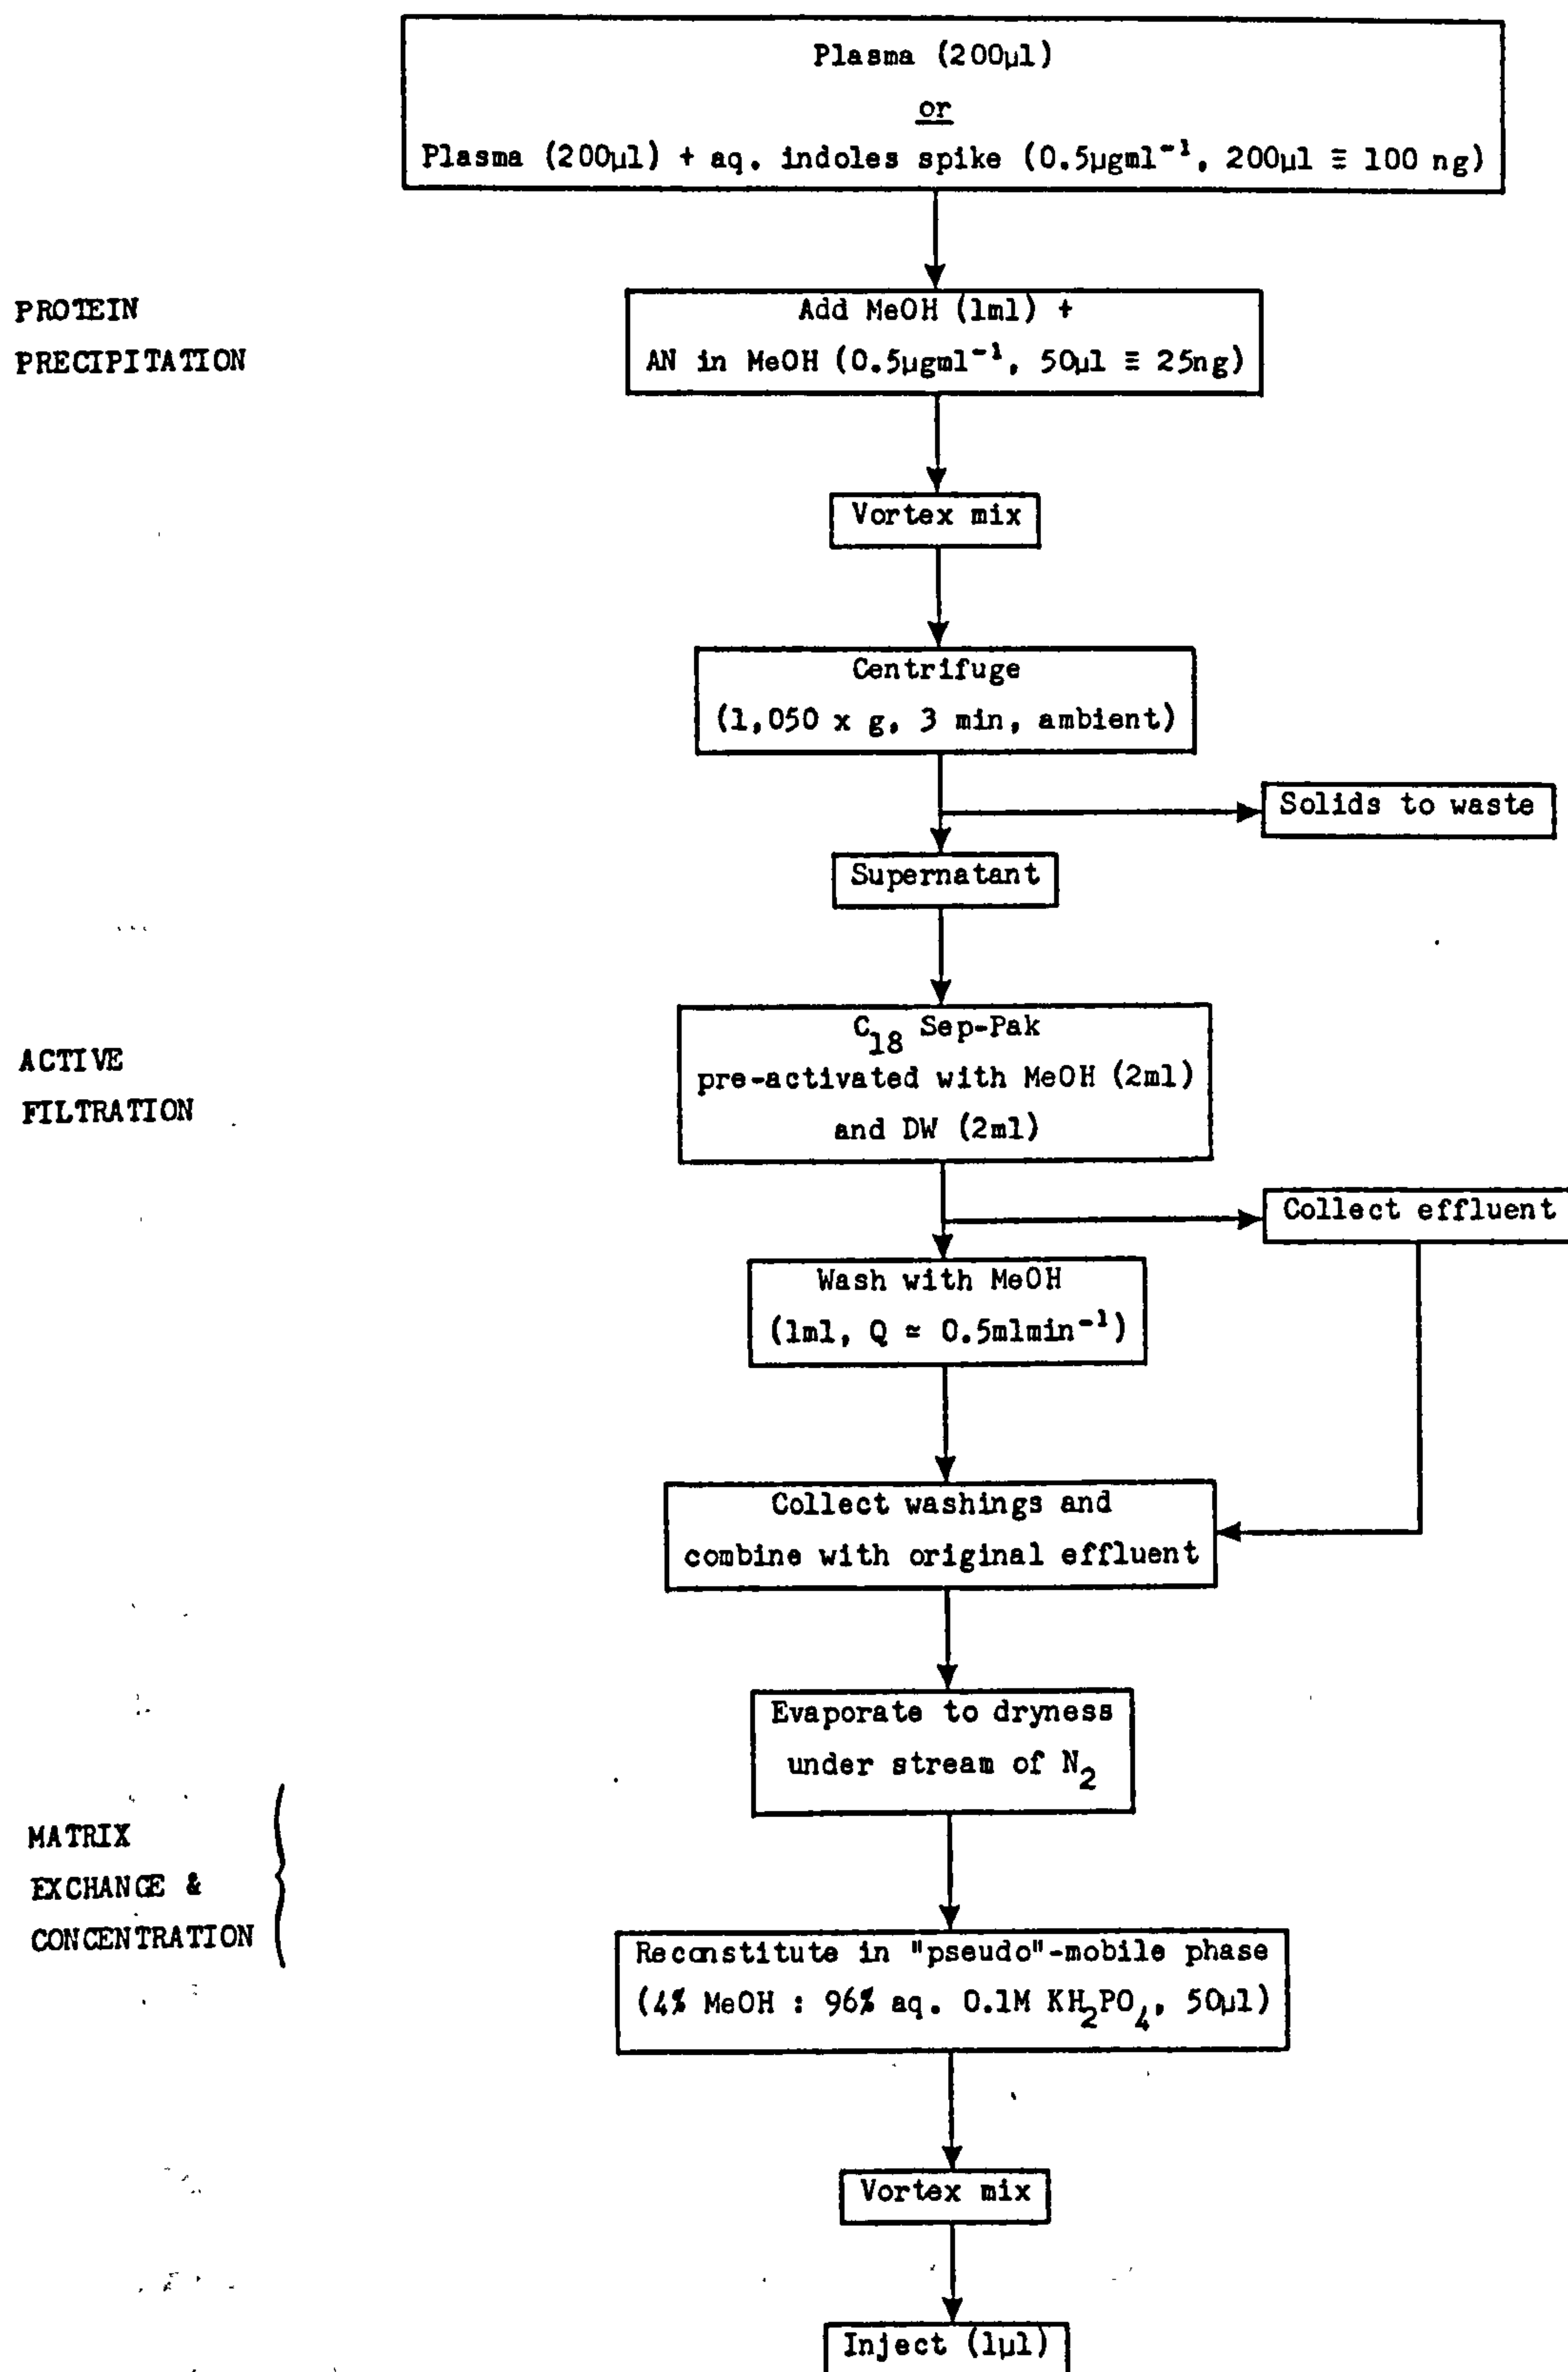 Plasma (200µl)
or
Plasma (200µl) + aq. indoles spike (0.5µgml⁻¹, 200µl ≡ 100 ng)
PROTEIN
PRECIPITATION
Add MeOH (1ml) +
AN in MeOH (0.5µgml⁻¹, 50µl ≡ 25ng)
Vortex mix
Centrifuge
(1,050 x g, 3 min, ambient)
Solids to waste
Supernatant
ACTIVE
FILTRATION
C₁₈ Sep-Pak
pre-activated with MeOH (2ml)
and DW (2ml)
Collect effluent
Wash with MeOH
(1ml, Q ≃ 0.5mlmin⁻¹)
Collect washings and
combine with original effluent
Evaporate to dryness
under stream of N₂
MATRIX
EXCHANGE &
CONCENTRATION
Reconstitute in "pseudo"-mobile phase
(4% MeOH : 96% aq. 0.1M KH₂PO₄, 50µl)
Vortex mix
Inject (1µl)